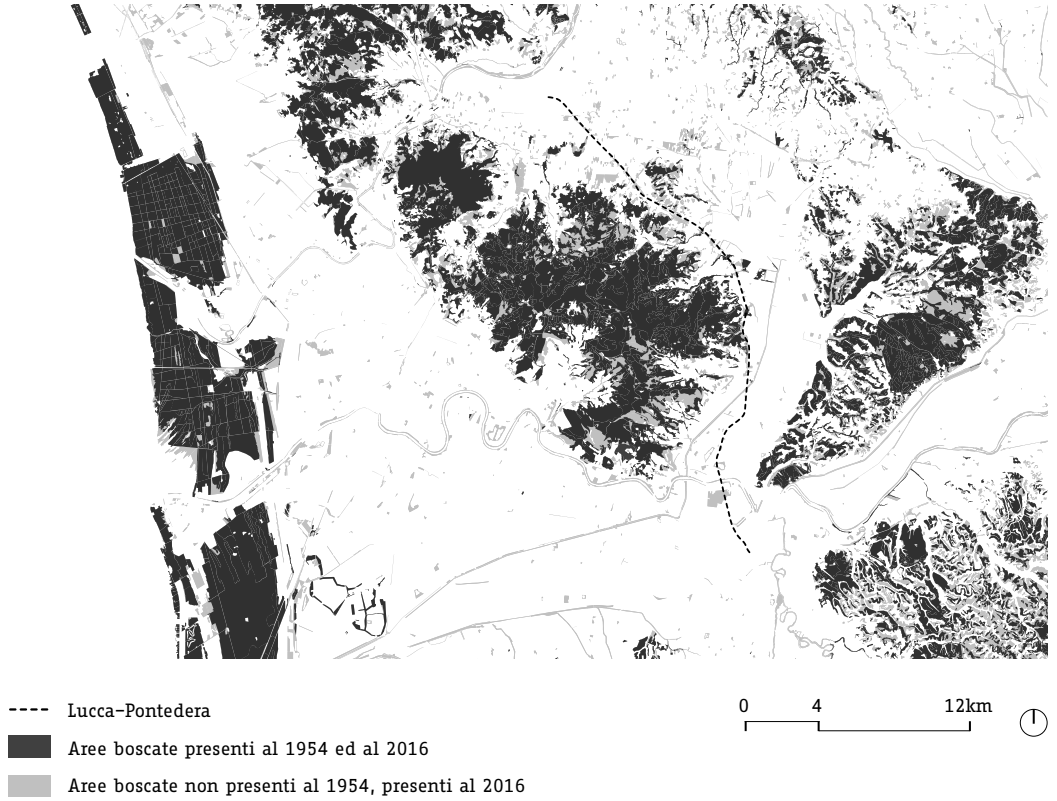 Lucca–Pontedera
0 4 12km
Aree boscate presenti al 1954 ed al 2016
Aree boscate non presenti al 1954, presenti al 2016